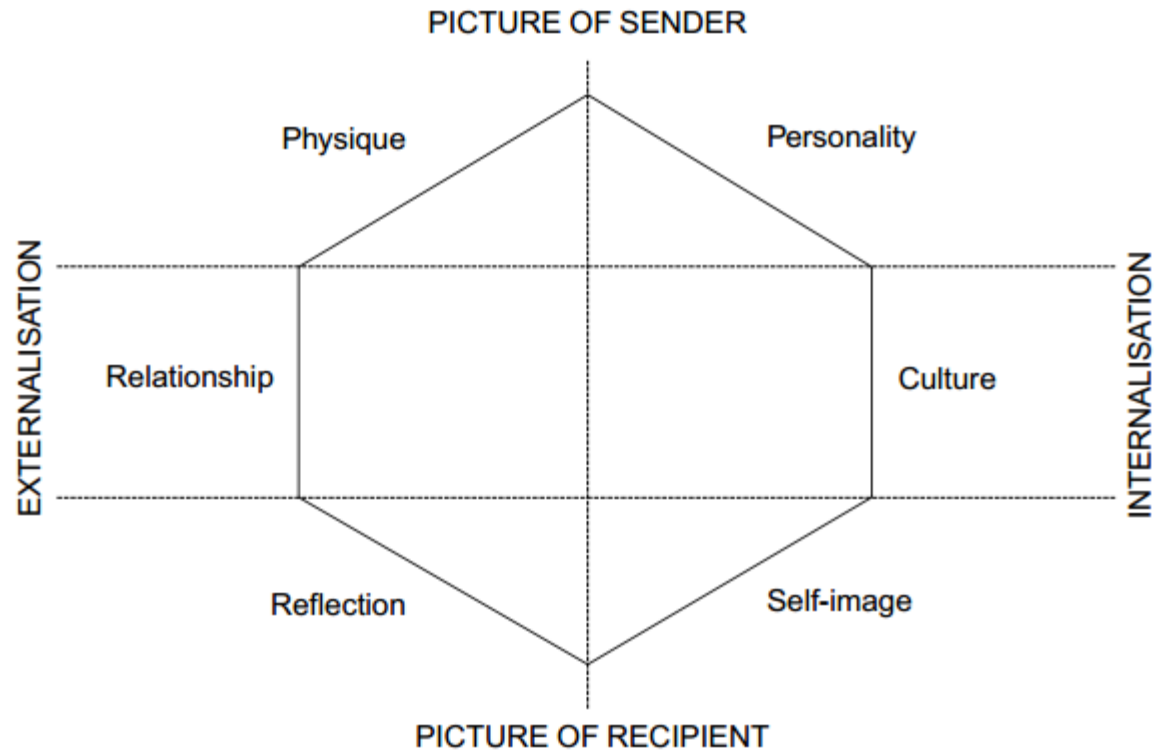 PICTURE OF SENDER
Physique
Personality
EXTERNALISATION
INTERNALISATION
Relationship
Culture
Reflection
Self-image
PICTURE OF RECIPIENT